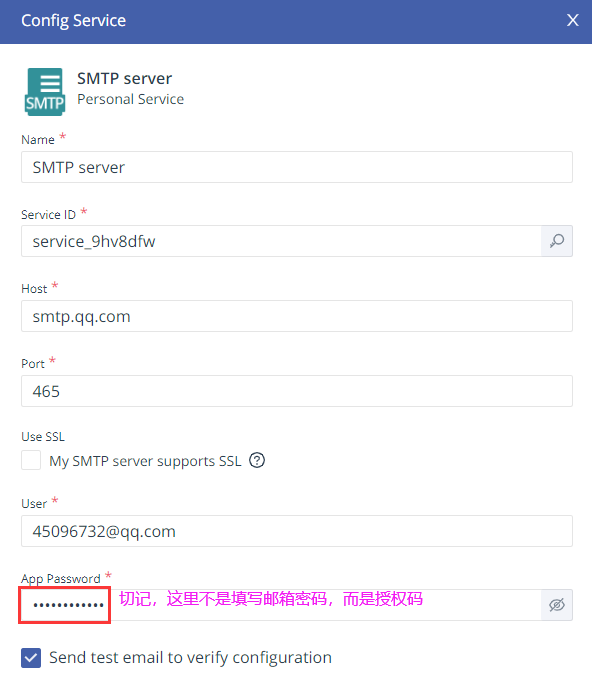 Config Service
X
SMTP
SMTP server
Personal Service
Name *
SMTP server
Service ID *
service_9hv8dfw
Host *
smtp.qq.com
Port *
465
Use SSL
My SMTP server supports SSL ?
User *
45096732@qq.com
App Password *
•••••••••••• 切记，这里不是填写邮箱密码，而是授权码
Send test email to verify configuration